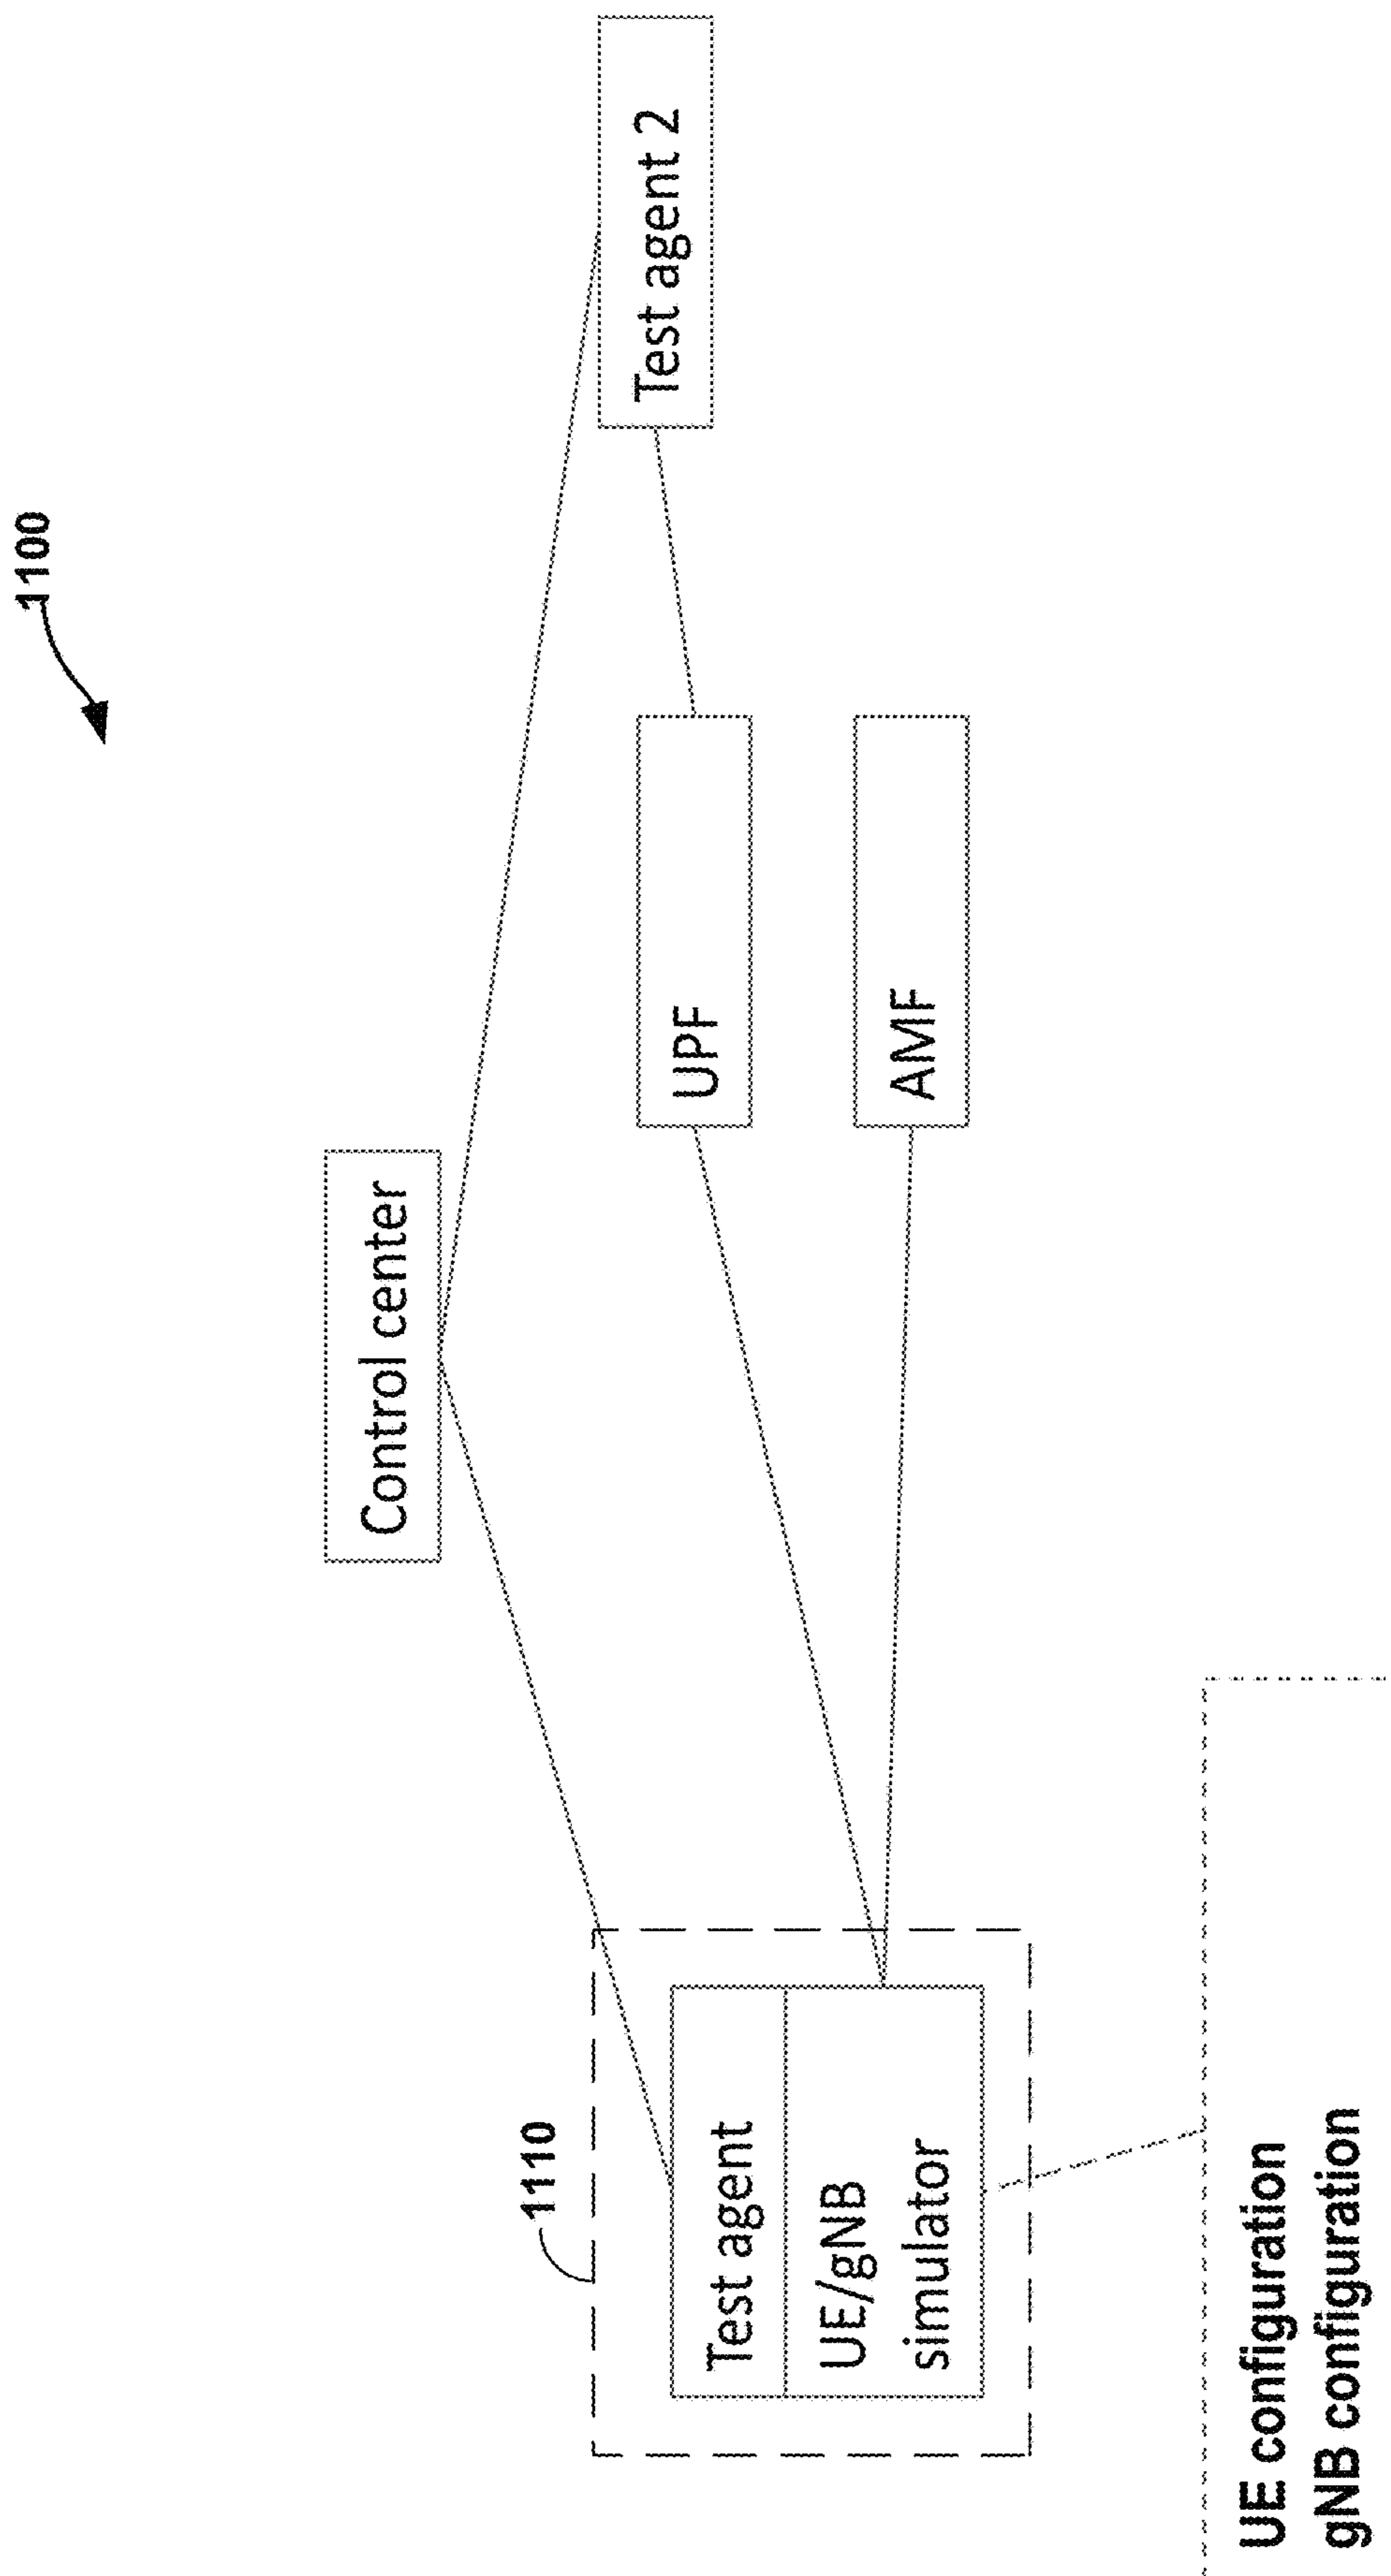 1100
Control center
Test agent 2
UPF
AMF
1110
Test agent
UE/gNB
simulator
UE configuration
gNB configuration